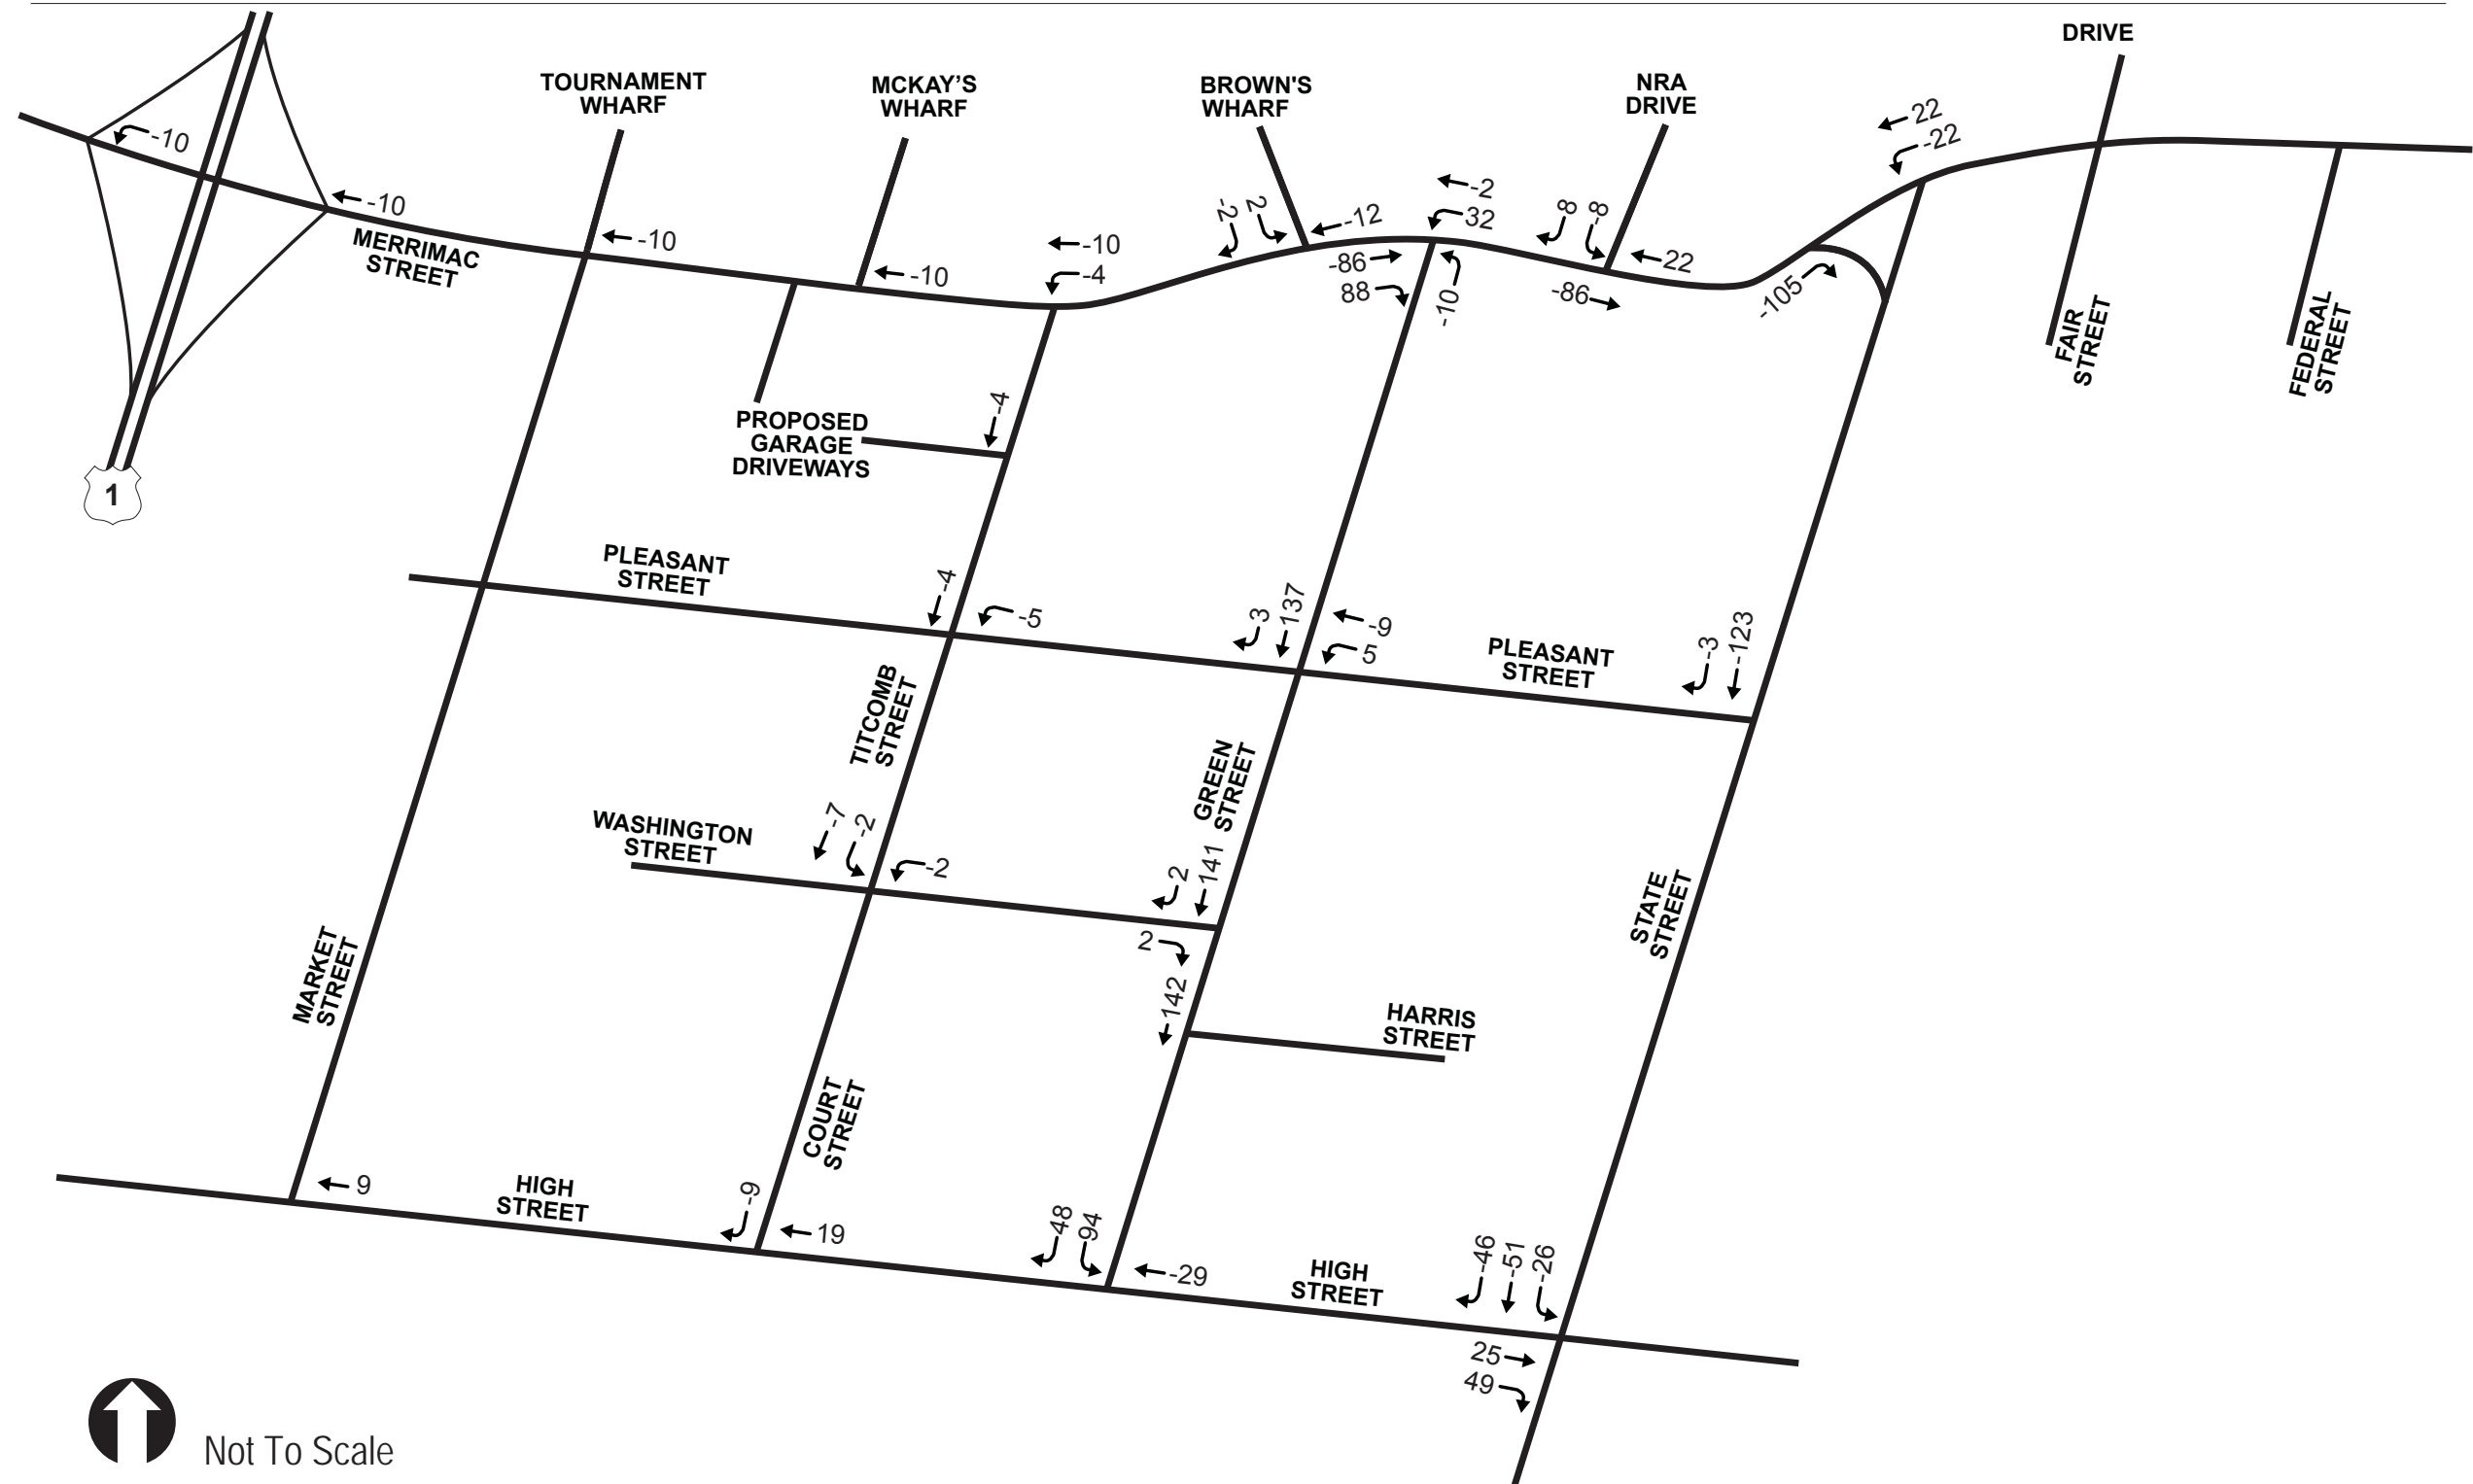 DRIVE
TOURNAMENT
WHARF
MCKAY'S
WHARF
BROWN'S
WHARF
NRA
DRIVE
22
-22
-10
-10
MERRIMAC
STREET
-10
-10
-10
-4
-2
2
-12
-2
32
-86
88
-10
8
-8
22
-86
-105
FAIR
STREET
FEDERAL
STREET
-4
PROPOSED
GARAGE
DRIVEWAYS
1
PLEASANT
STREET
-4
-5
3
137
-9
5
PLEASANT
STREET
-3
-123
TITCOMB
STREET
GREEN
STREET
WASHINGTON
STREET
-7
-2
-2
2
141
2
142
STATE
STREET
MARKET
STREET
HARRIS
STREET
COURT
STREET
9
HIGH
STREET
-9
19
48
94
-29
HIGH
STREET
-46
-51
-26
25
49
Not To Scale